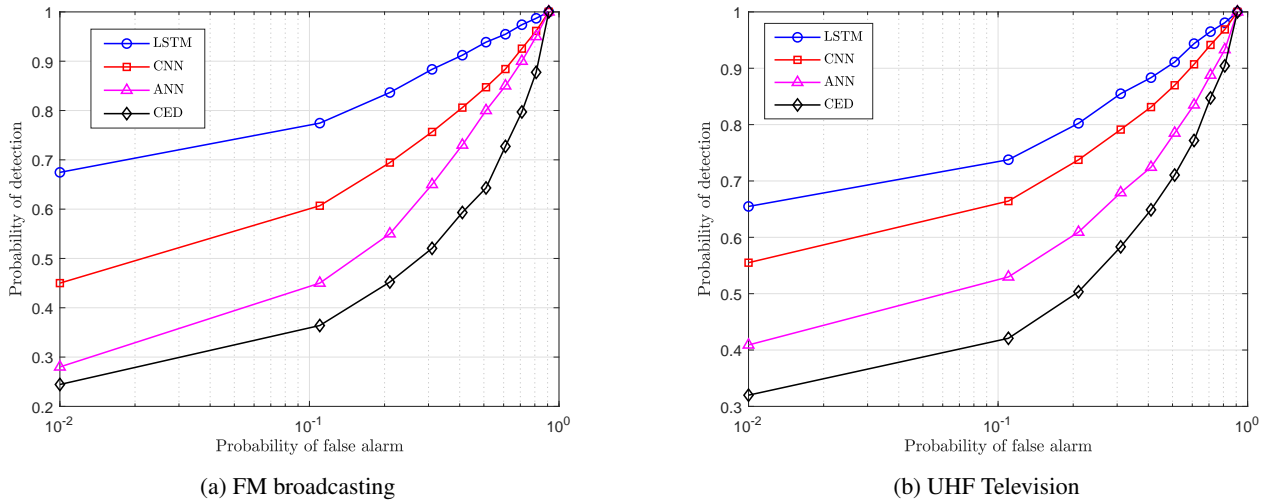 1
0.9
0.8
0.7
0.6
0.5
0.4
0.3
0.2
Probability of detection
LSTM
CNN
ANN
CED
10^-2
10^-1
10^0
Probability of false alarm
(a) FM broadcasting
1
0.9
0.8
0.7
0.6
0.5
0.4
0.3
Probability of detection
LSTM
CNN
ANN
CED
10^-2
10^-1
10^0
Probability of false alarm
(b) UHF Television